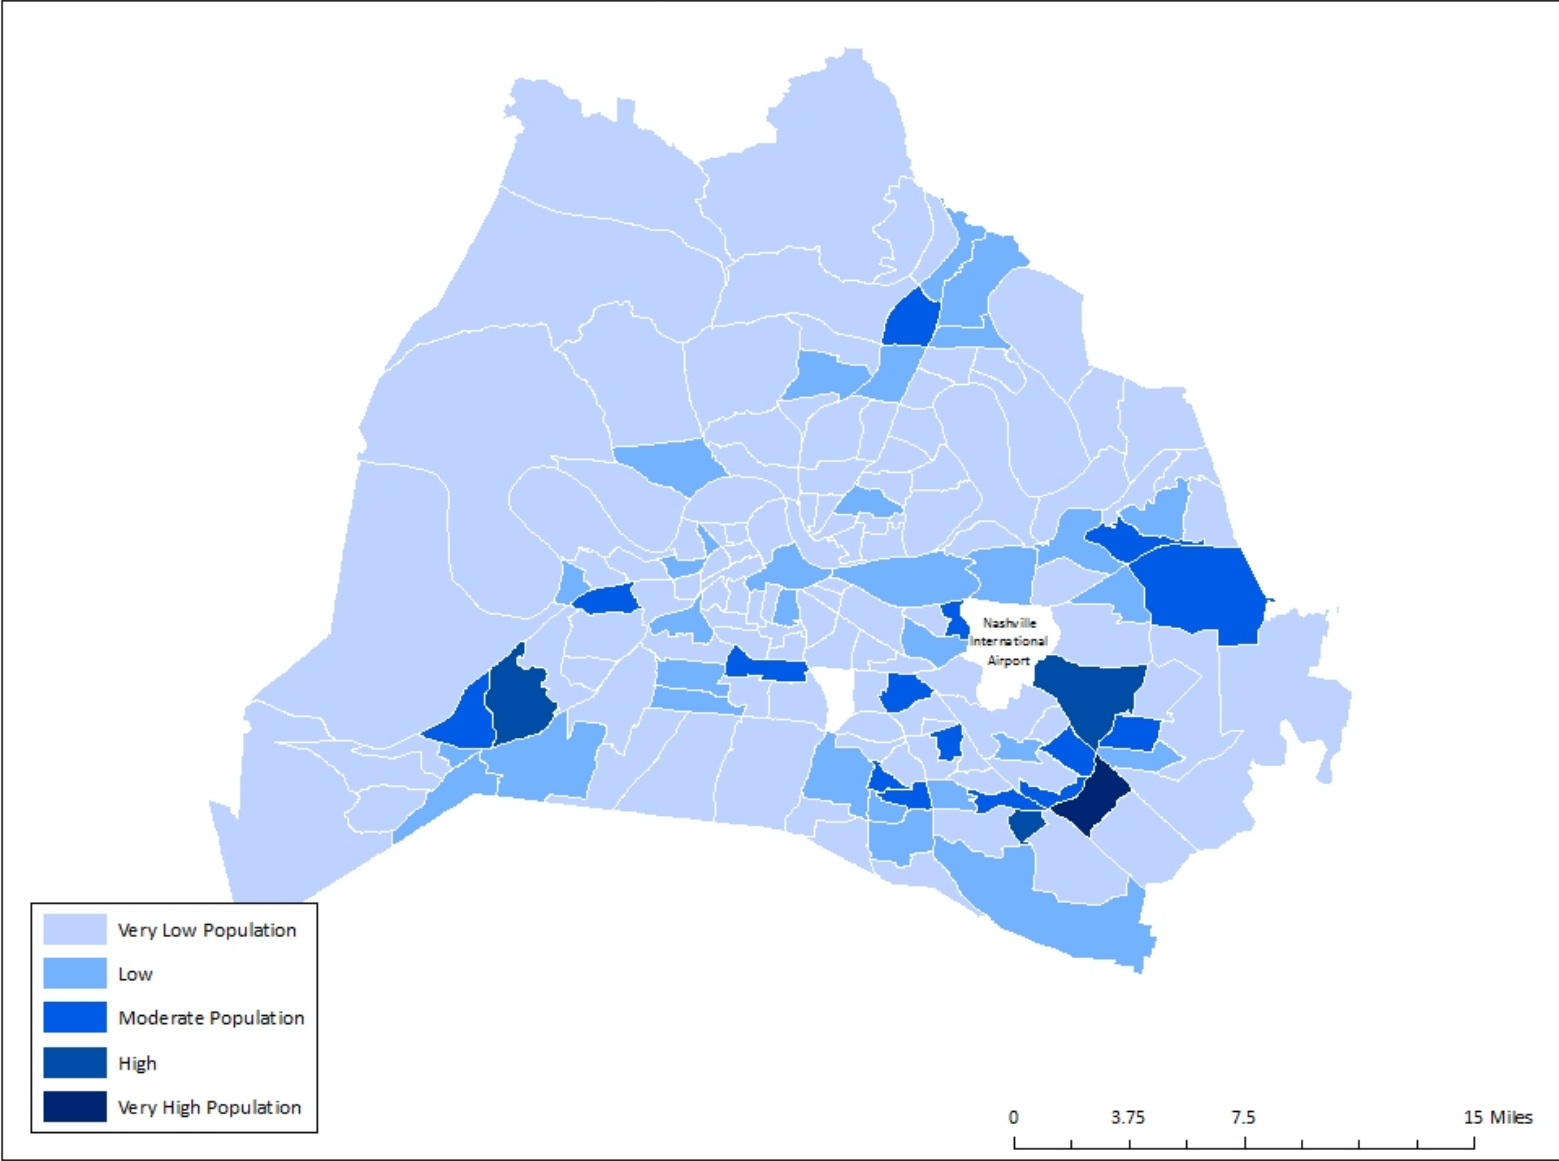 Nashville
International
Airport
Very Low Population
Low
Moderate Population
High
Very High Population
0 3.75 7.5 15 Miles